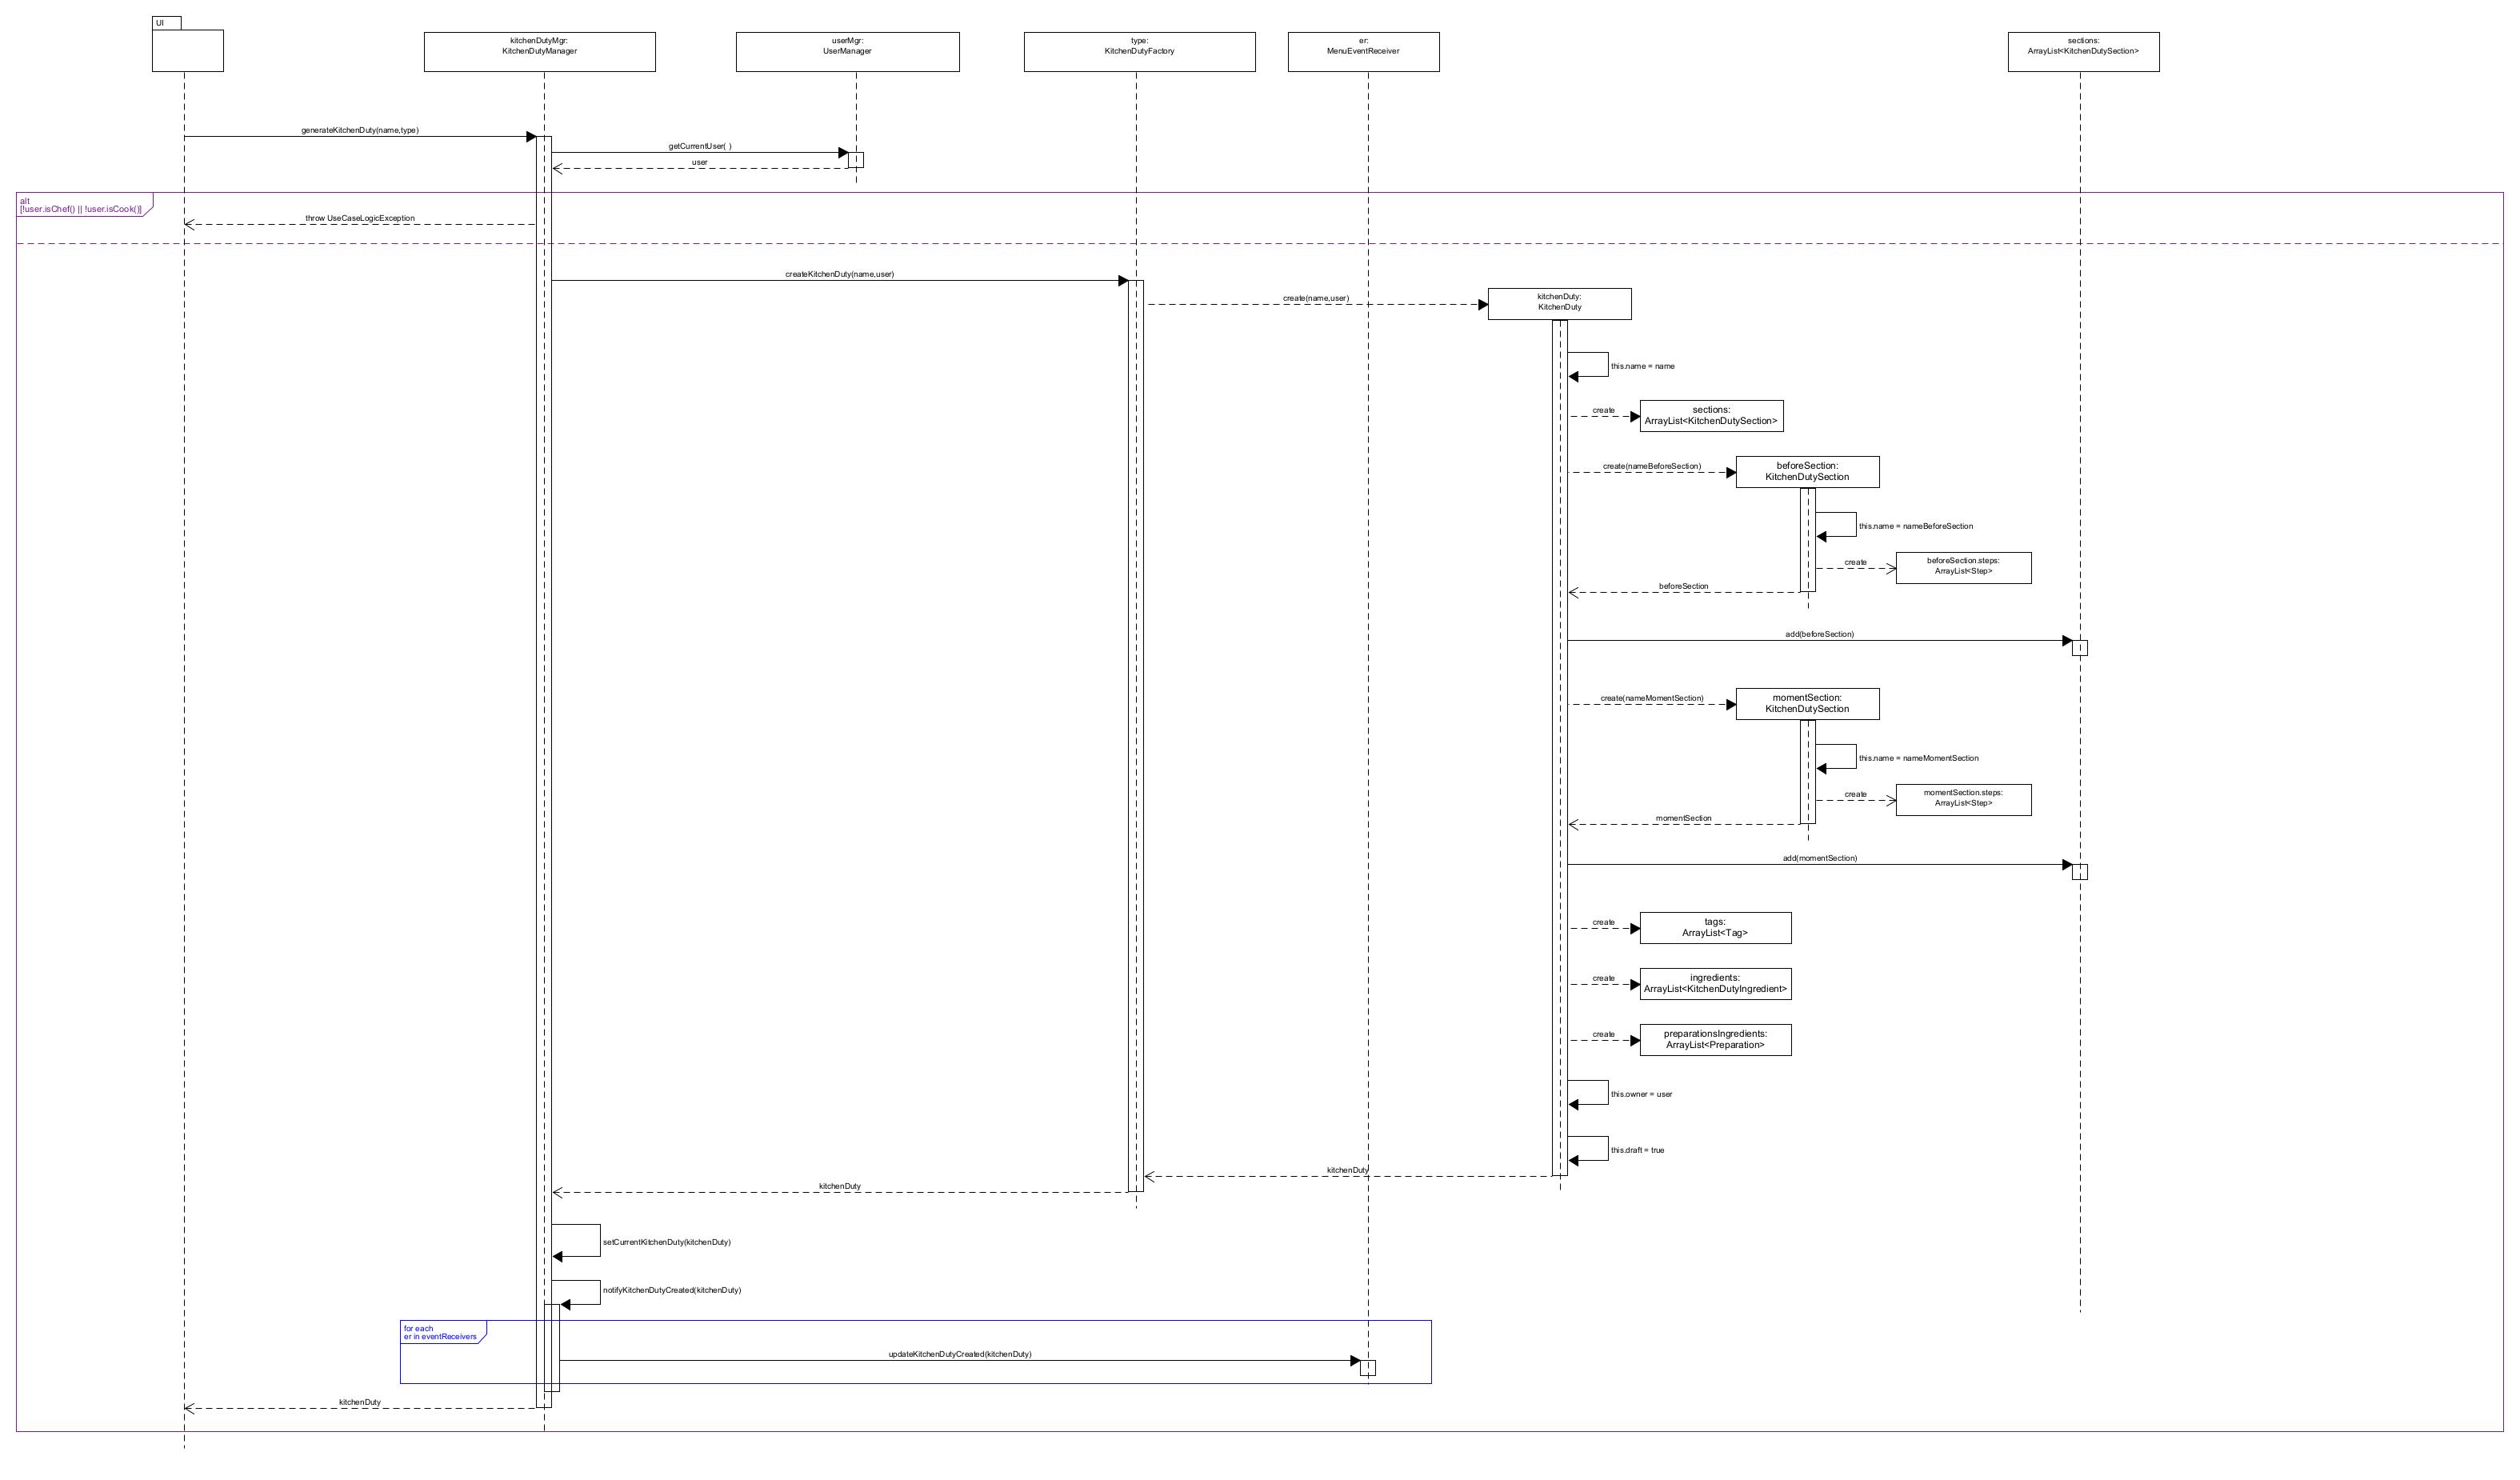 UI
kitchenDutyMgr:
KitchenDutyManager
userMgr:
UserManager
type:
KitchenDutyFactory
er:
MenuEventReceiver
sections:
ArrayList<KitchenDutySection>
generateKitchenDuty(name,type)
getCurrentUser( )
user
alt
[!user.isChef() || !user.isCook()]
throw UseCaseLogicException
createKitchenDuty(name,user)
create(name,user)
kitchenDuty:
KitchenDuty
this.name = name
create
sections:
ArrayList<KitchenDutySection>
create(nameBeforeSection)
beforeSection:
KitchenDutySection
this.name = nameBeforeSection
create
beforeSection.steps:
ArrayList<Step>
beforeSection
add(beforeSection)
create(nameMomentSection)
momentSection:
KitchenDutySection
this.name = nameMomentSection
create
momentSection.steps:
ArrayList<Step>
momentSection
add(momentSection)
create
tags:
ArrayList<Tag>
create
ingredients:
ArrayList<KitchenDutyIngredient>
create
preparationsIngredients:
ArrayList<Preparation>
this.owner = user
this.draft = true
kitchenDuty
kitchenDuty
setCurrentKitchenDuty(kitchenDuty)
notifyKitchenDutyCreated(kitchenDuty)
for each
er in eventReceivers
updateKitchenDutyCreated(kitchenDuty)
kitchenDuty